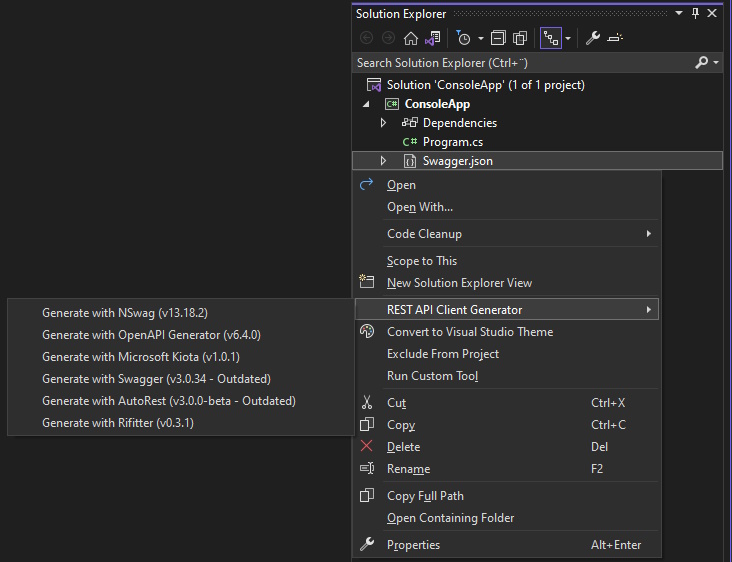 Solution Explorer
Search Solution Explorer (Ctrl+¨)
Solution 'ConsoleApp' (1 of 1 project)
C# ConsoleApp
Dependencies
C# Program.cs
Swagger.json
Open
Open With...
Code Cleanup
Scope to This
New Solution Explorer View
REST API Client Generator
Generate with NSwag (v13.18.2)
Generate with OpenAPI Generator (v6.4.0)
Generate with Microsoft Kiota (v1.0.1)
Generate with Swagger (v3.0.34 - Outdated)
Generate with AutoRest (v3.0.0-beta - Outdated)
Generate with Rifitter (v0.3.1)
Convert to Visual Studio Theme
Exclude From Project
Run Custom Tool
Cut Ctrl+X
Copy Ctrl+C
Delete Del
Rename F2
Copy Full Path
Open Containing Folder
Properties Alt+Enter